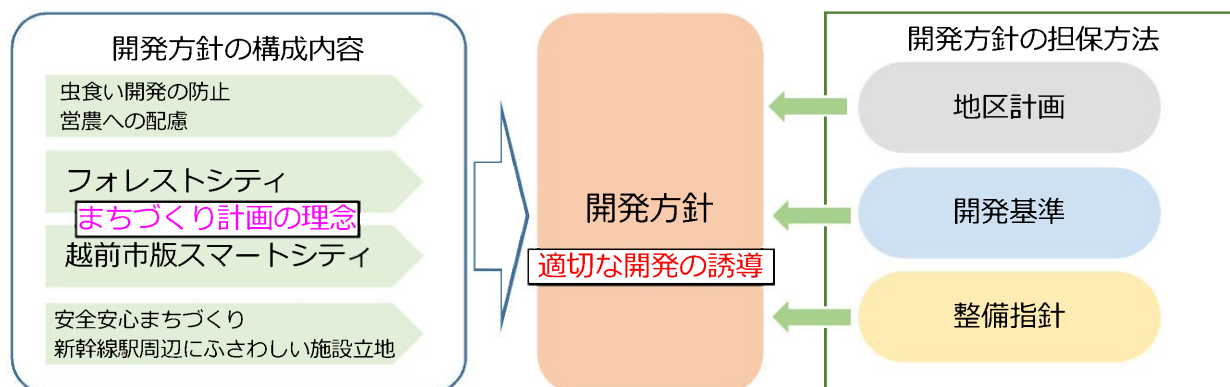 開発方針の構成内容
虫食い開発の防止
営農への配慮
フォレストシティ
まちづくり計画の理念
越前市版スマートシティ
安全安心まちづくり
新幹線駅周辺にふさわしい施設立地
開発方針
適切な開発の誘導
開発方針の担保方法
地区計画
開発基準
整備指針